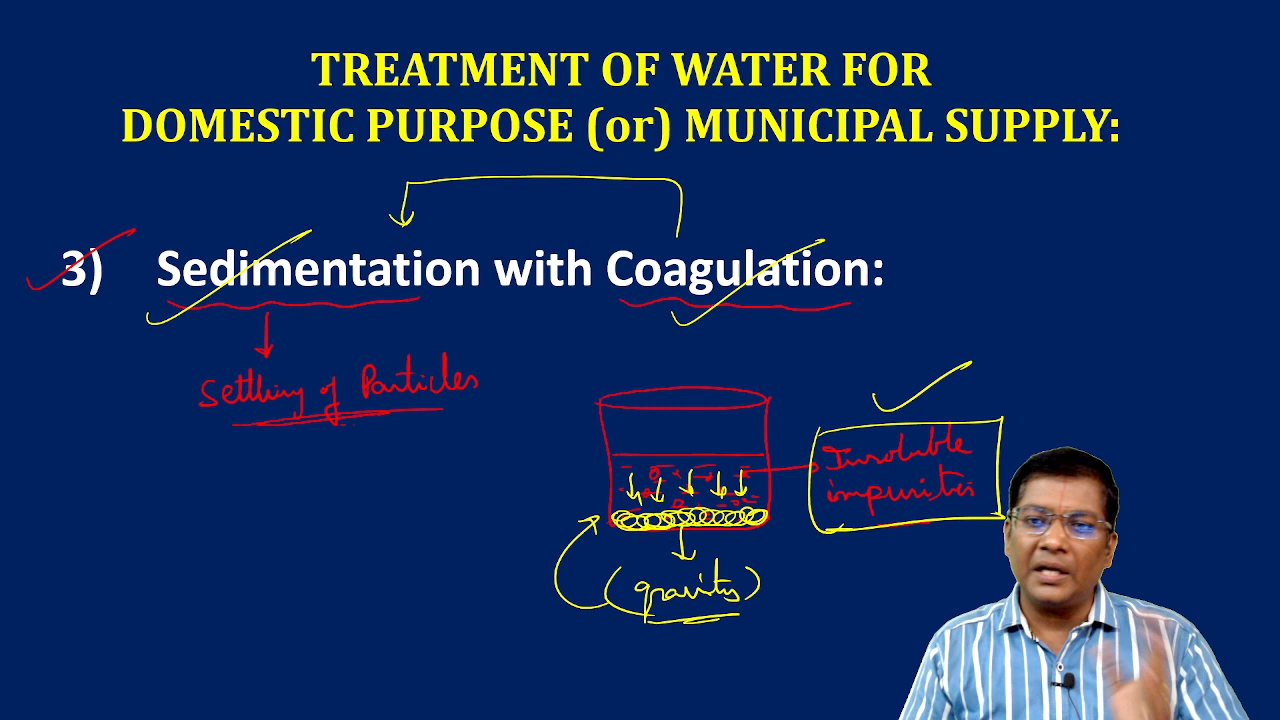 TREATMENT OF WATER FOR
DOMESTIC PURPOSE (or) MUNICIPAL SUPPLY:
3) Sedimentation with Coagulation:
Settling of Particles
Insoluble
impurities
(gravity)